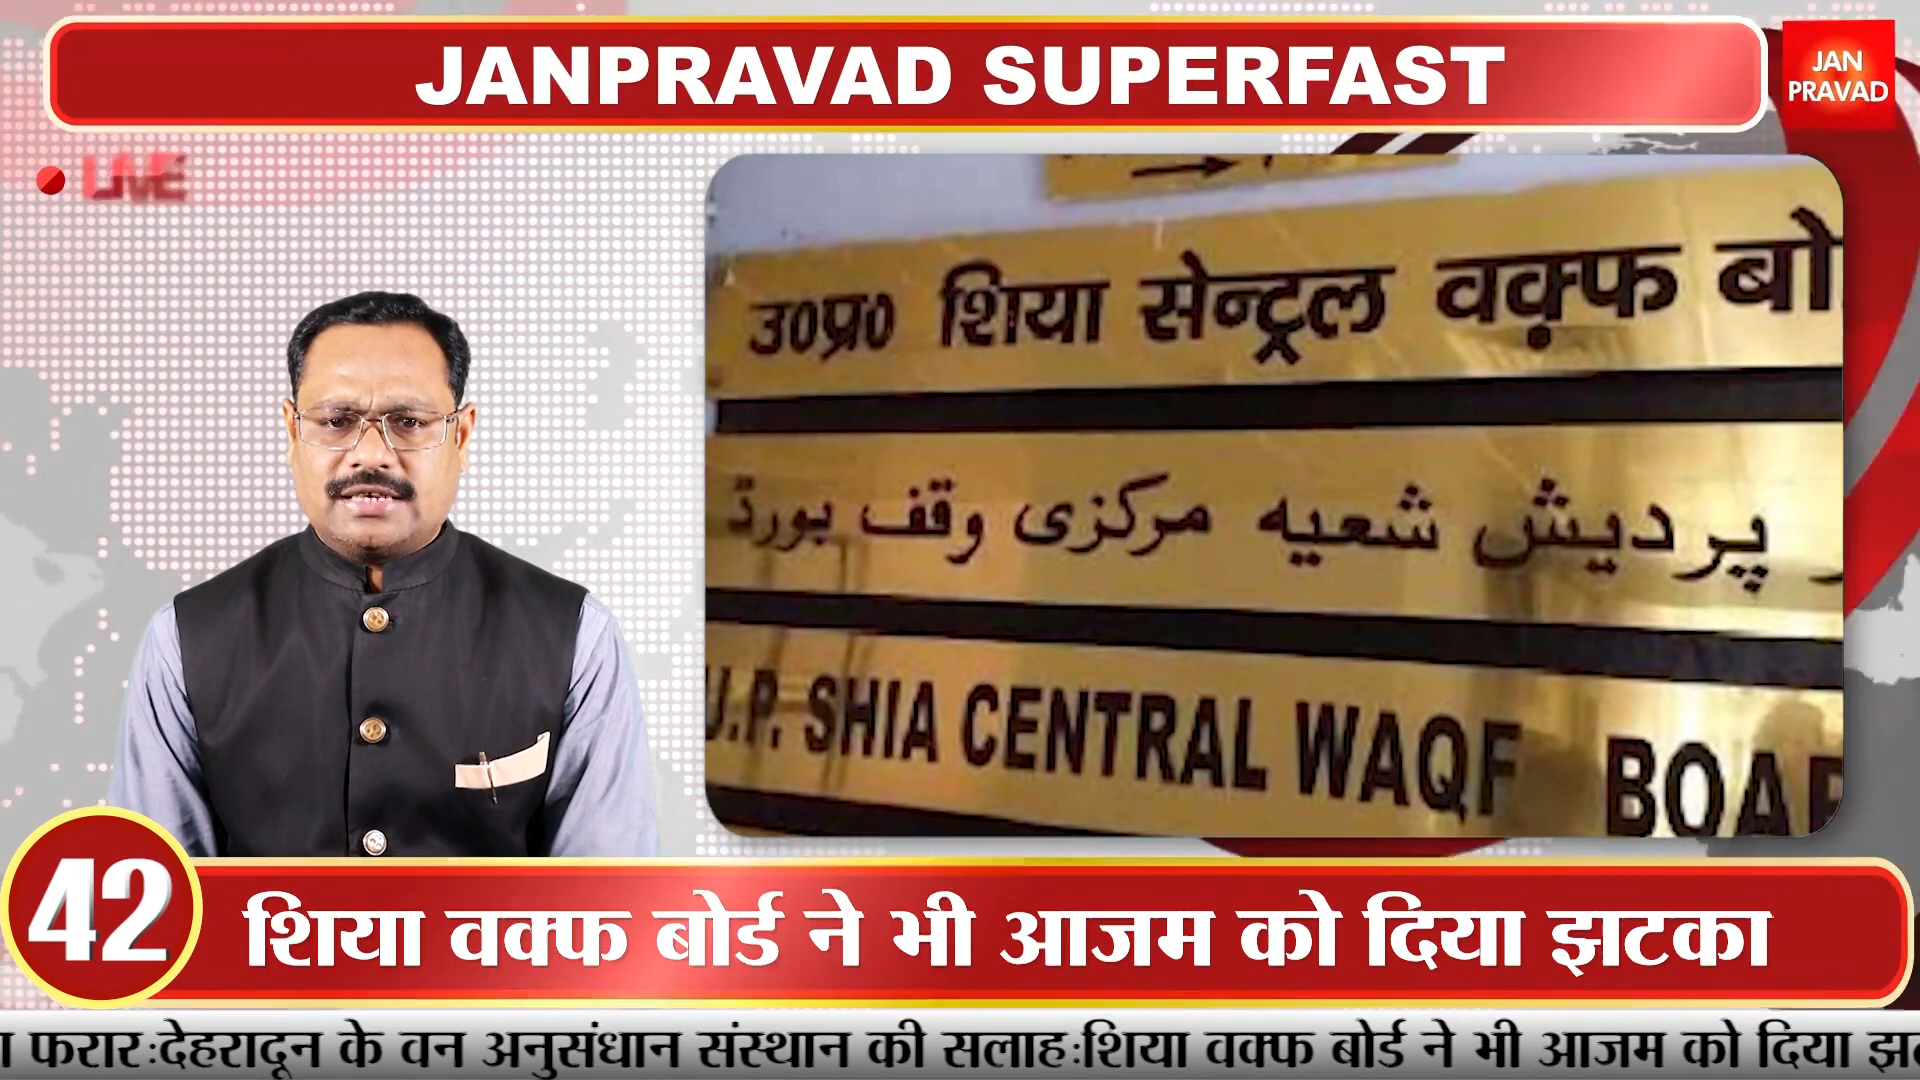 JANPRAVAD SUPERFAST
JAN
PRAVAD
LIVE
उ०प्र० शिया सेन्ट्रल वक़्फ बो
پردیش شعیه مرکزی وقف بورڈ
U.P. SHIA CENTRAL WAQF BOAR
42
शिया वक्फ बोर्ड ने भी आजम को दिया झटका
फरार:देहरादून के वन अनुसंधान संस्थान की सलाह:शिया वक्फ बोर्ड ने भी आजम को दिया